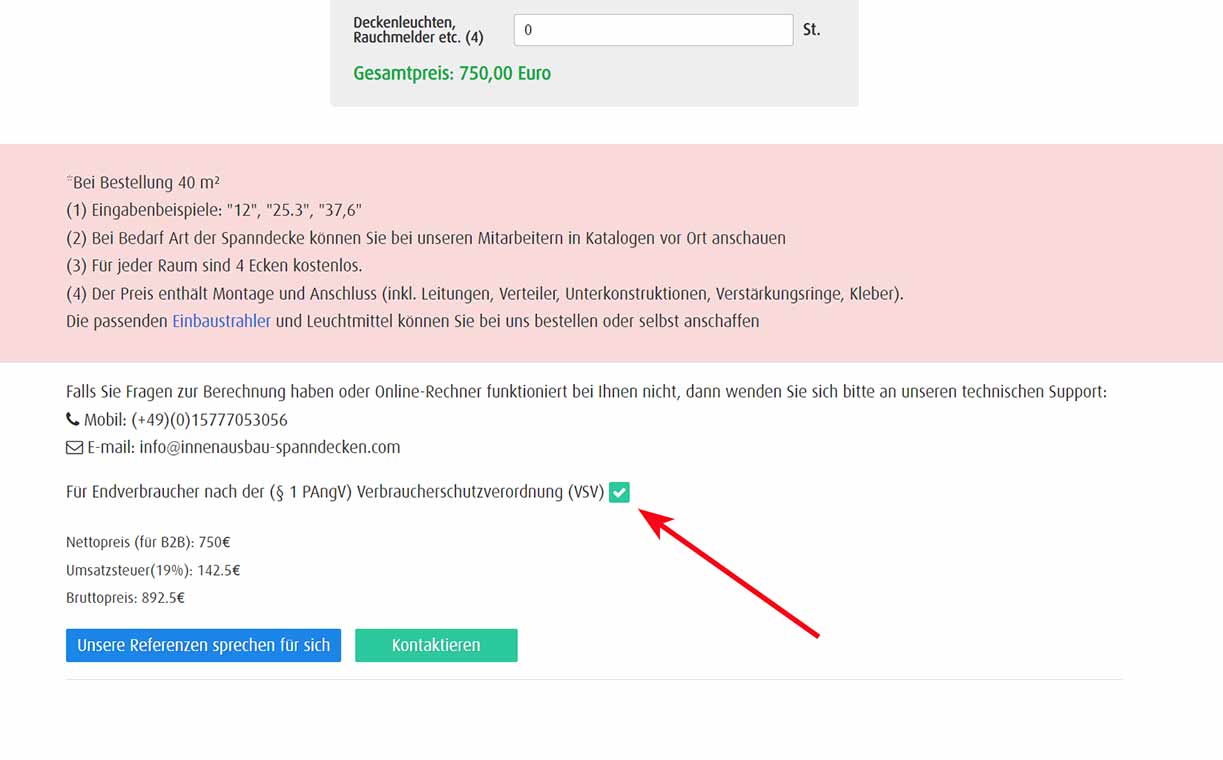 Deckenleuchten,
Rauchmelder etc. (4)
0
St.
Gesamtpreis: 750,00 Euro
*Bei Bestellung 40 m²
(1) Eingabenbeispiele: "12", "25.3", "37,6"
(2) Bei Bedarf Art der Spanndecke können Sie bei unseren Mitarbeitern in Katalogen vor Ort anschauen
(3) Für jeder Raum sind 4 Ecken kostenlos.
(4) Der Preis enthält Montage und Anschluss (inkl. Leitungen, Verteiler, Unterkonstruktionen, Verstärkungsringe, Kleber).
Die passenden Einbaustrahler und Leuchtmittel können Sie bei uns bestellen oder selbst anschaffen
Falls Sie Fragen zur Berechnung haben oder Online-Rechner funktioniert bei Ihnen nicht, dann wenden Sie sich bitte an unseren technischen Support:
Mobil: (+49)(0)15777053056
E-mail: info@innenausbau-spanndecken.com
Für Endverbraucher nach der (§ 1 PAngV) Verbraucherschutzverordnung (VSV)
Nettopreis (für B2B): 750€
Umsatzsteuer(19%): 142.5€
Bruttopreis: 892.5€
Unsere Referenzen sprechen für sich
Kontaktieren